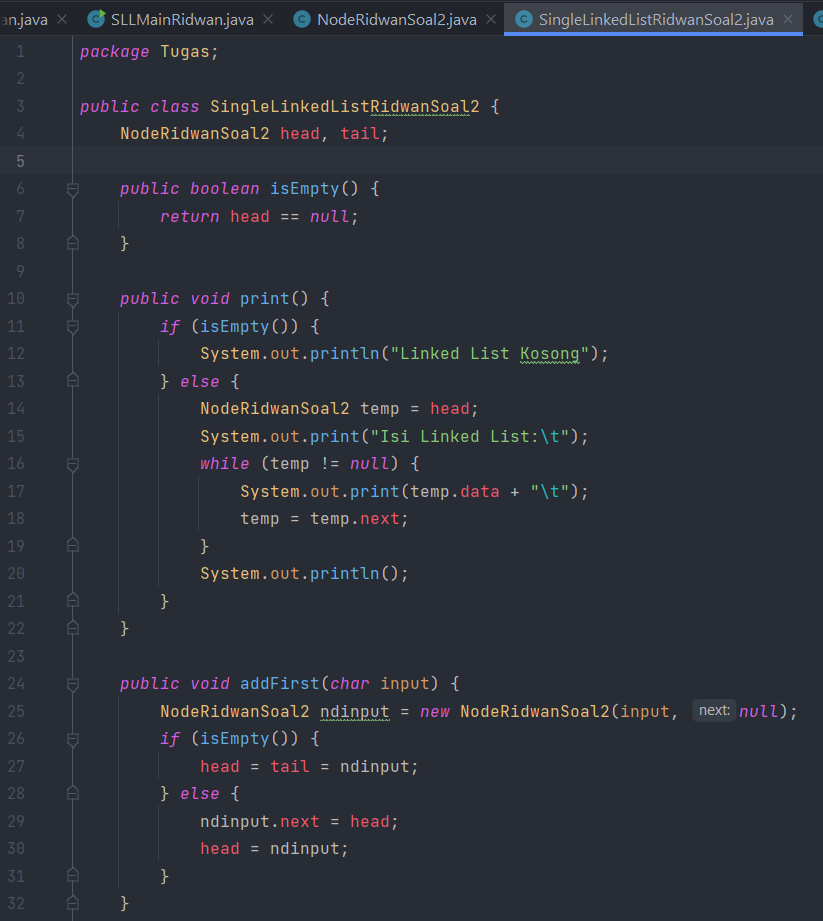 an.java × SLLMainRidwan.java × NodeRidwanSoal2.java × SingleLinkedListRidwanSoal2.java ×
1 package Tugas;
2
3 public class SingleLinkedListRidwanSoal2 {
4 NodeRidwanSoal2 head, tail;
5
6 public boolean isEmpty() {
7 return head == null;
8 }
9
10 public void print() {
11 if (isEmpty()) {
12 System.out.println("Linked List Kosong");
13 } else {
14 NodeRidwanSoal2 temp = head;
15 System.out.print("Isi Linked List:\t");
16 while (temp != null) {
17 System.out.print(temp.data + "\t");
18 temp = temp.next;
19 }
20 System.out.println();
21 }
22 }
23
24 public void addFirst(char input) {
25 NodeRidwanSoal2 ndinput = new NodeRidwanSoal2(input, next: null);
26 if (isEmpty()) {
27 head = tail = ndinput;
28 } else {
29 ndinput.next = head;
30 head = ndinput;
31 }
32 }